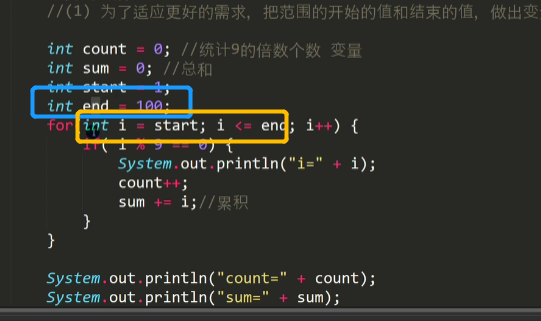 //(1) 为了适应更好的需求, 把范围的开始的值和结束的值, 做出变
int count = 0; //统计9的倍数个数 变量
int sum = 0; //总和
int start = 1;
int end = 100;
for(int i = start; i <= end; i++) {
if( i % 9 == 0) {
System.out.println("i=" + i);
count++;
sum += i;//累积
}
}
System.out.println("count=" + count);
System.out.println("sum=" + sum);